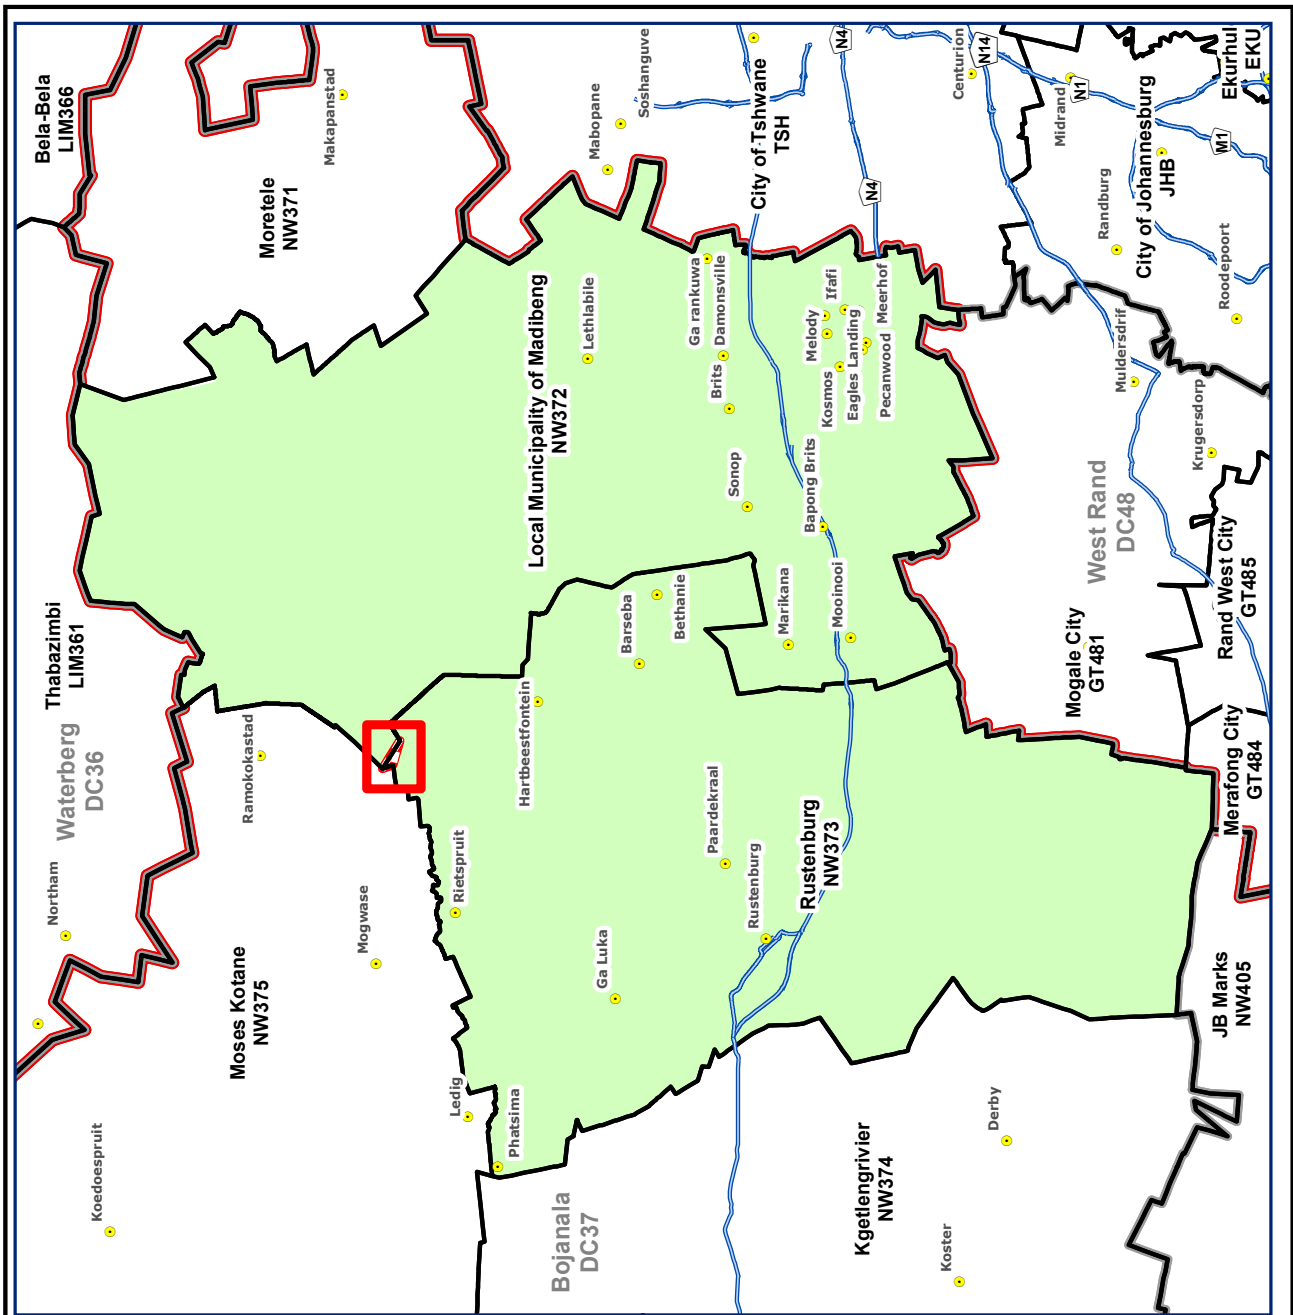 Koedoespruit
Northam
Waterberg
DC36
Thabazimbi
LIM361
Bela-Bela
LIM366
Moses Kotane
NW375
Mogwase
Ramokokastad
Moretele
NW371
Makapanstad
Ledig
Phatsima
Rietspruit
Hartbeestfontein
Local Municipality of Madibeng
NW372
Lethlabile
Mabopane
Soshanguve
Bojanala
DC37
Ga Luka
Barseba
Bethanie
Ga rankuwa
Damonsville
Brits
Sonop
City of Tshwane
TSH
Paardekraal
Rustenburg
Rustenburg
NW373
Marikana
Mooinooi
Bapong Brits
Melody
Ifafi
Kosmos
Eagles Landing
Pecanwood
Meerhof
N4
N4
Kgetlengrivier
NW374
Koster
Derby
Centurion
N14
Midrand
N1
Randburg
City of Johannesburg
JHB
M1
Ekurhul
EKU
Roodepoort
Muldersdrif
Krugersdorp
West Rand
DC48
Mogale City
GT481
Rand West City
GT485
Merafong City
GT484
JB Marks
NW405